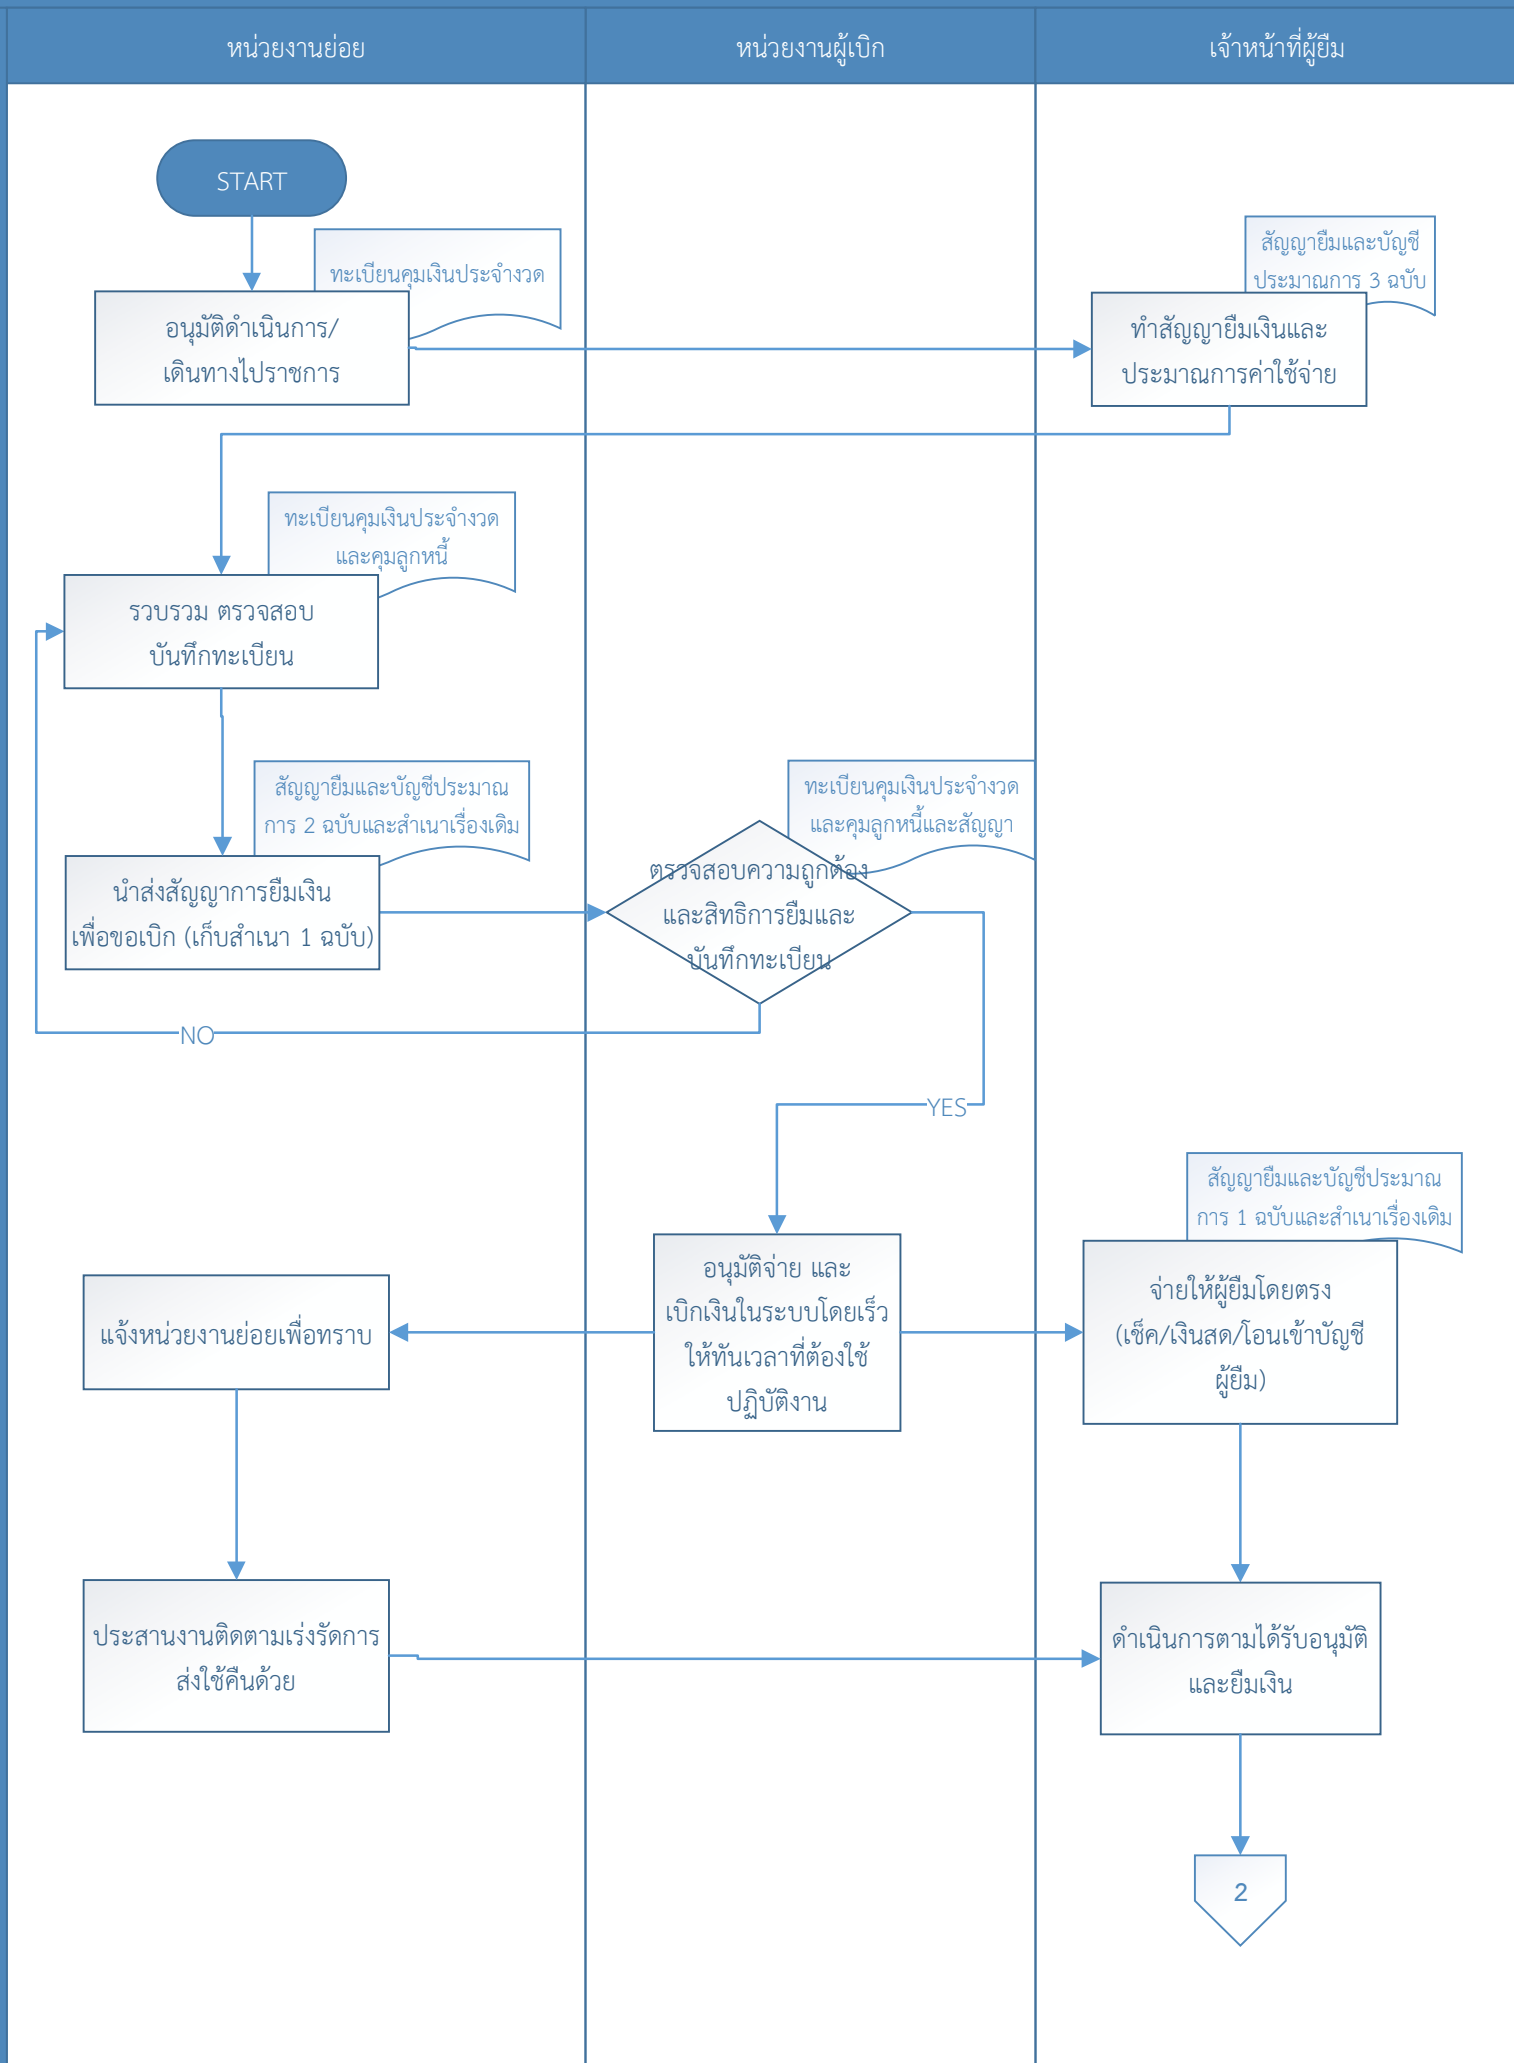 หน่วยงานย่อย
หน่วยงานผู้เบิก
เจ้าหน้าที่ผู้ยืม
START
ทะเบียนคุมเงินประจำงวด
อนุมัติดำเนินการ/
เดินทางไปราชการ
สัญญายืมและบัญชี
ประมาณการ 3 ฉบับ
ทำสัญญายืมเงินและ
ประมาณการค่าใช้จ่าย
ทะเบียนคุมเงินประจำงวด
และคุมลูกหนี้
รวบรวม ตรวจสอบ
บันทึกทะเบียน
สัญญายืมและบัญชีประมาณ
การ 2 ฉบับและสำเนาเรื่องเดิม
นำส่งสัญญาการยืมเงิน
เพื่อขอเบิก (เก็บสำเนา 1 ฉบับ)
ทะเบียนคุมเงินประจำงวด
และคุมลูกหนี้และสัญญา
ตรวจสอบความถูกต้อง
และสิทธิการยืมและ
บันทึกทะเบียน
NO
YES
สัญญายืมและบัญชีประมาณ
การ 1 ฉบับและสำเนาเรื่องเดิม
แจ้งหน่วยงานย่อยเพื่อทราบ
อนุมัติจ่าย และ
เบิกเงินในระบบโดยเร็ว
ให้ทันเวลาที่ต้องใช้
ปฏิบัติงาน
จ่ายให้ผู้ยืมโดยตรง
(เช็ค/เงินสด/โอนเข้าบัญชี
ผู้ยืม)
ประสานงานติดตามเร่งรัดการ
ส่งใช้คืนด้วย
ดำเนินการตามได้รับอนุมัติ
และยืมเงิน
2